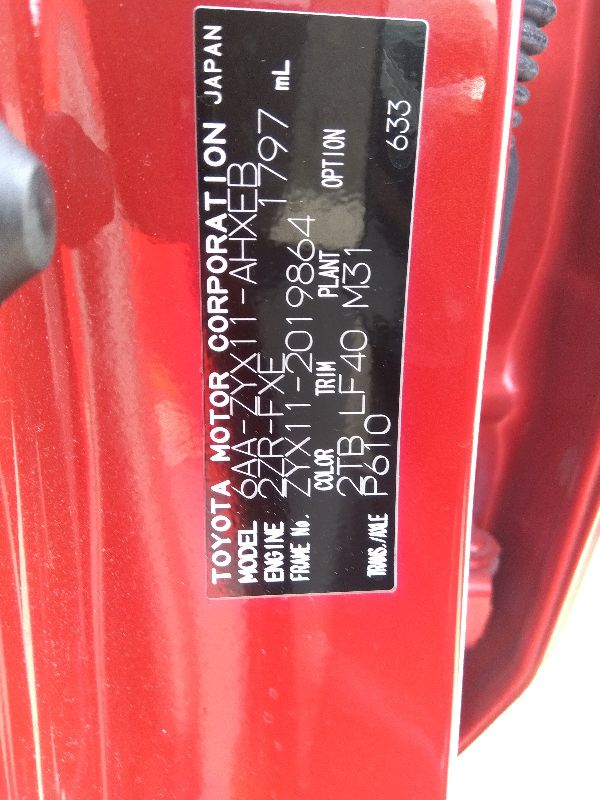 TOYOTA MOTOR CORPORATION JAPAN
MODEL 6AA-ZYX11-AHXEB
ENGINE 2ZR-FXE 1797 mL
FRAME No. ZYX11-2019864
COLOR TRIM PLANT OPTION
2TB LF40 M31
TRANS./AXLE P610 633